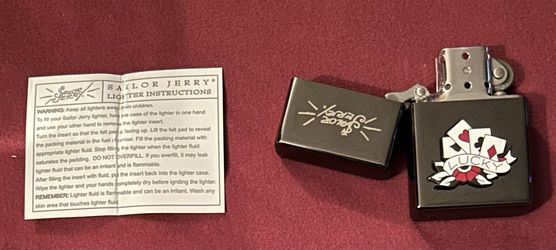 Sailor
Jerry
SAILOR JERRY®
LIGHTER INSTRUCTIONS
WARNING: Keep all lighters away from children.
To fill your Sailor Jerry lighter, hold case of the lighter in one hand
and use your other hand to remove the lighter insert.
Turn the insert so that the felt pad is facing up. Lift the felt pad to reveal
the packing material in the fuel chamber. Fill the packing material with
appropriate lighter fluid. Stop filling the lighter when the lighter fluid
saturates the padding. DO NOT OVERFILL. If you overfill, it may leak
lighter fluid that can be an irritant and is flammable.
After filling the insert with fluid, put the insert back into the lighter case.
Wipe the lighter and your hands completely dry before igniting the lighter.
REMEMBER: Lighter fluid is flammable and can be an irritant. Wash any
skin area that touches lighter fluid.
Sailor
Jerry
LUCKY